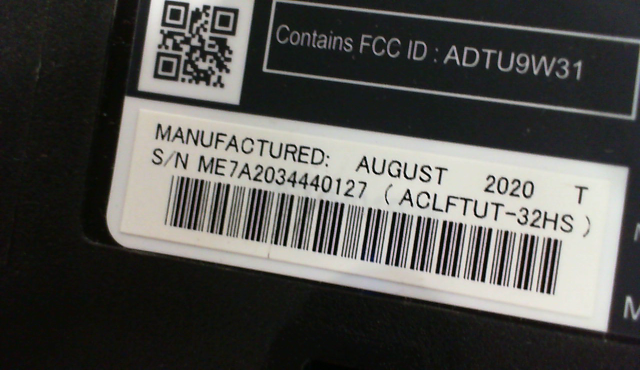 Contains FCC ID : ADTU9W31
MANUFACTURED: AUGUST 2020 T
S/N ME7A2034440127 ( ACLFTUT-32HS )